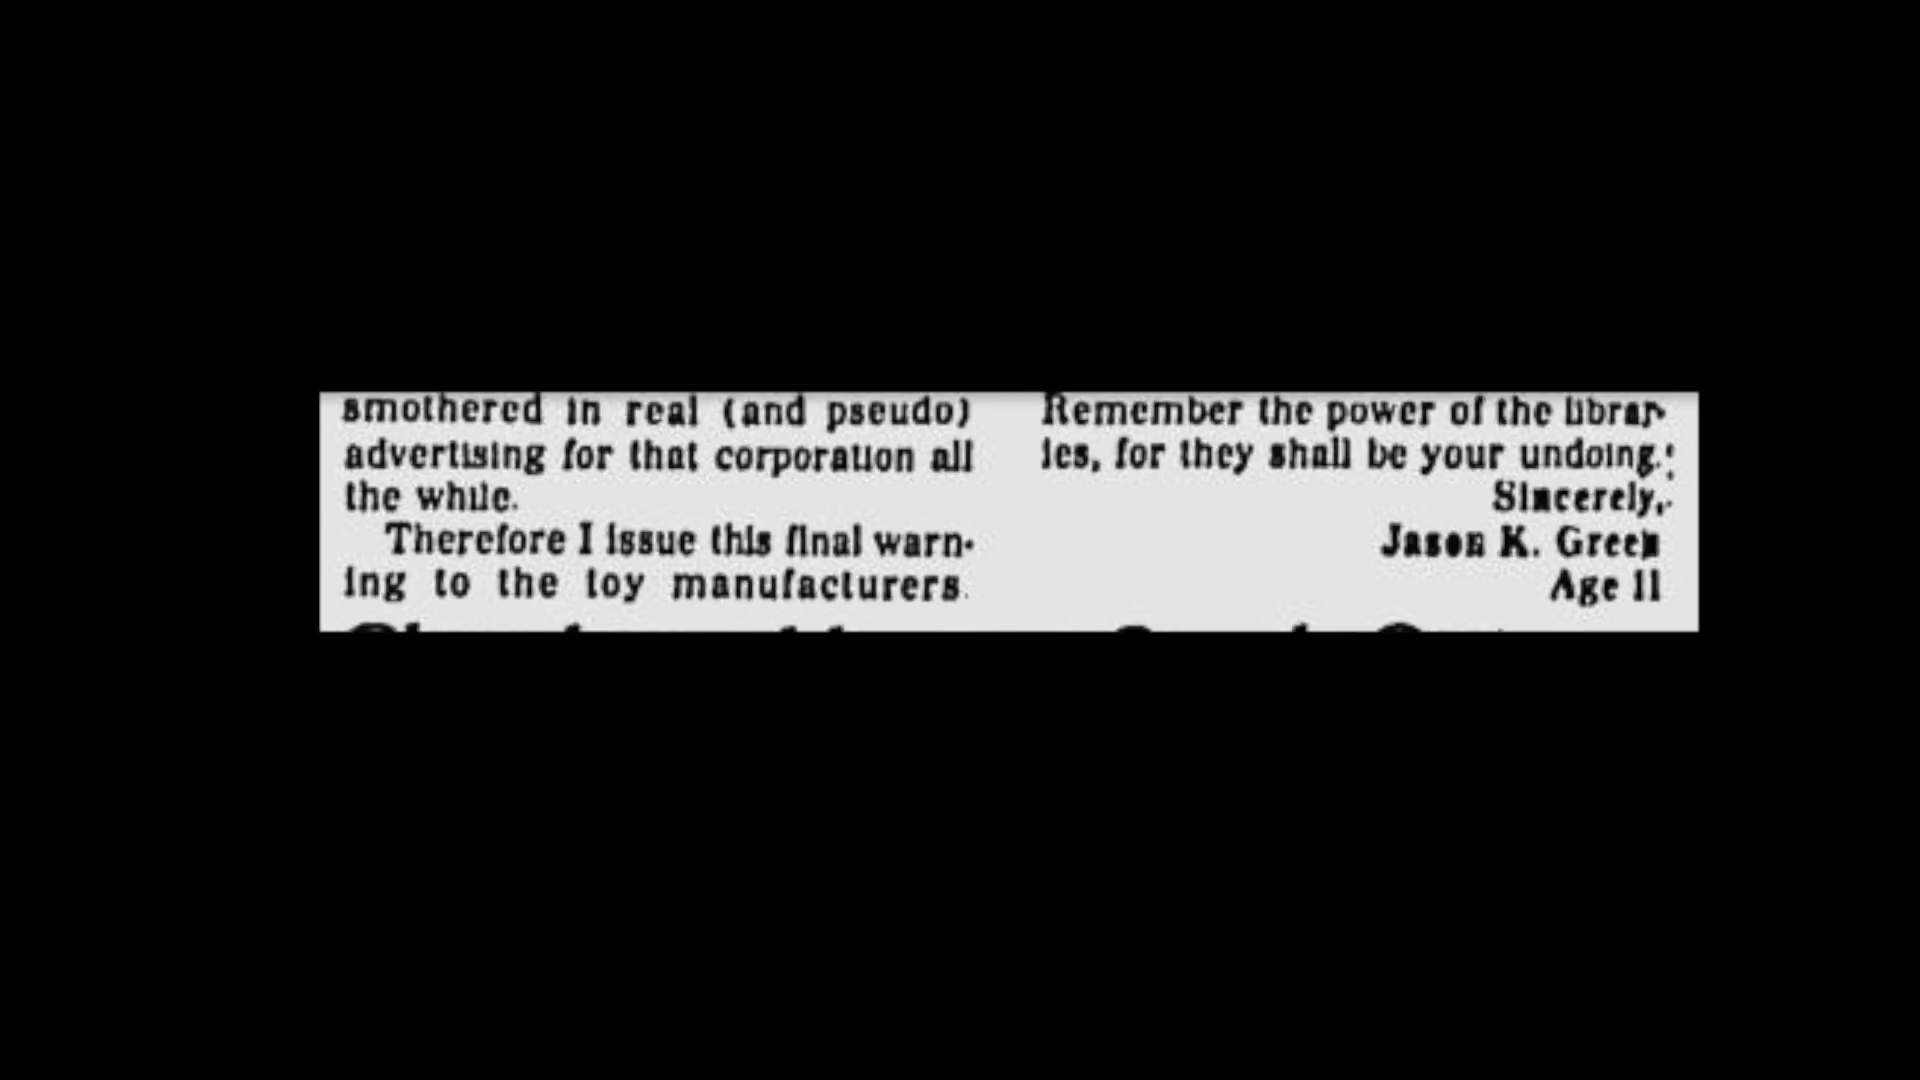 smothered in real (and pseudo)
advertising for that corporation all
the while.
Therefore I issue this final warn-
ing to the toy manufacturers.
Remember the power of the librar-
ies, for they shall be your undoing.
Sincerely,
Jason K. Green
Age 11